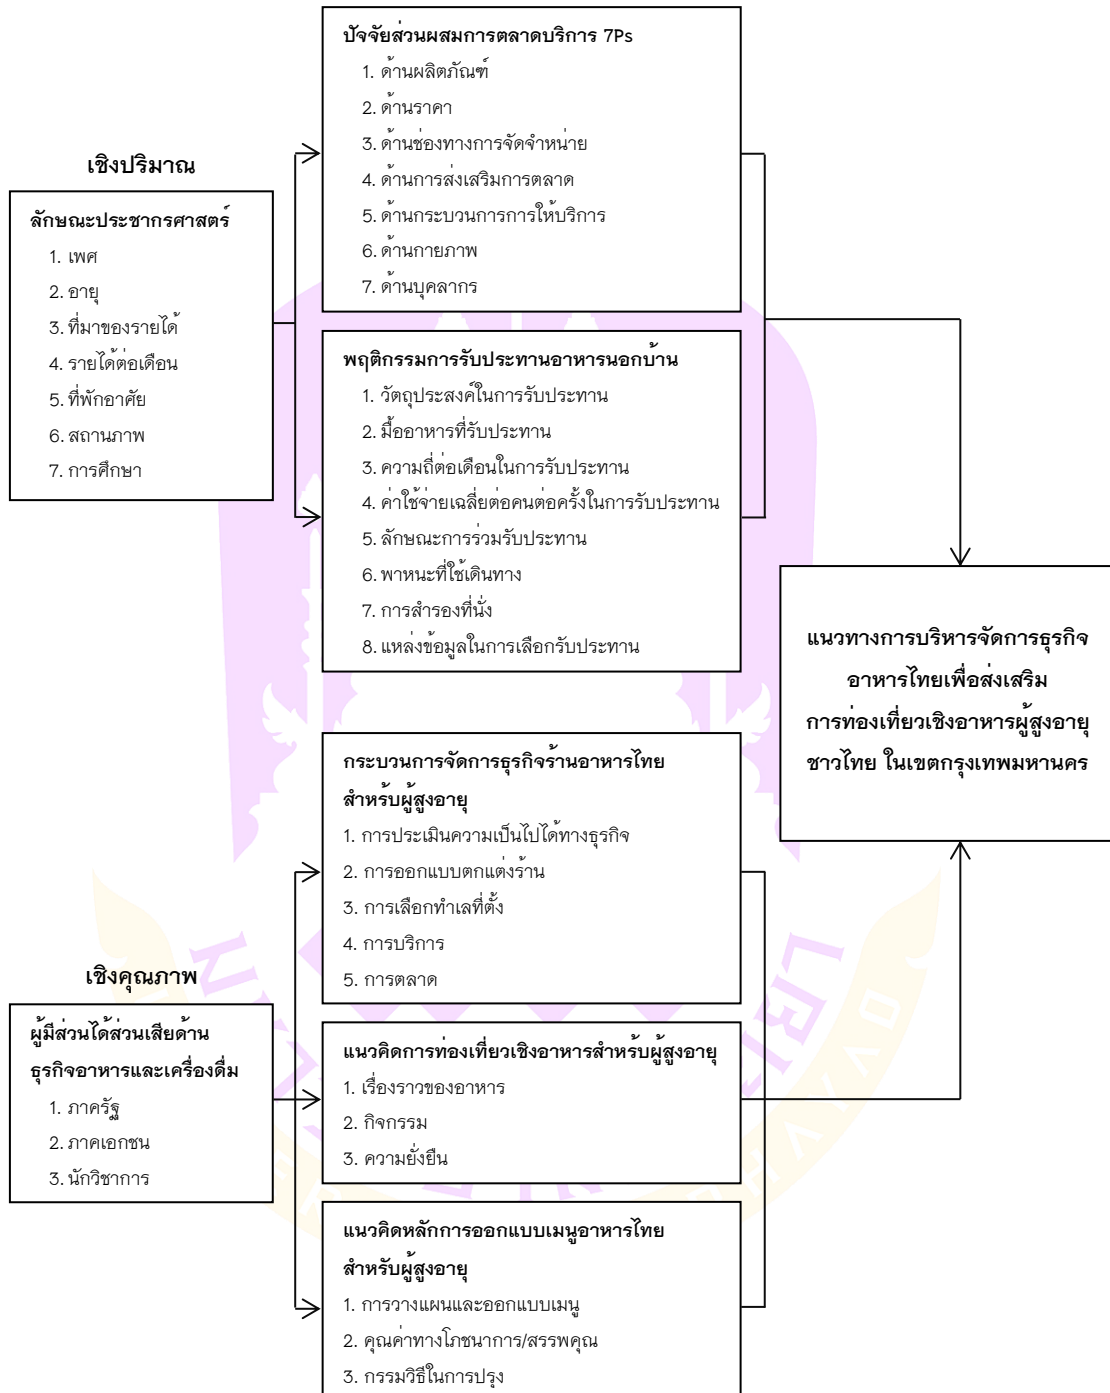 ปัจจัยส่วนผสมการตลาดบริการ 7Ps
1. ด้านผลิตภัณฑ์
2. ด้านราคา
3. ด้านช่องทางการจัดจำหน่าย
4. ด้านการส่งเสริมการตลาด
5. ด้านกระบวนการการให้บริการ
6. ด้านกายภาพ
7. ด้านบุคลากร
เชิงปริมาณ
ลักษณะประชากรศาสตร์
1. เพศ
2. อายุ
3. ที่มาของรายได้
4. รายได้ต่อเดือน
5. ที่พักอาศัย
6. สถานภาพ
7. การศึกษา
พฤติกรรมการรับประทานอาหารนอกบ้าน
1. วัตถุประสงค์ในการรับประทาน
2. มื้ออาหารที่รับประทาน
3. ความถี่ต่อเดือนในการรับประทาน
4. ค่าใช้จ่ายเฉลี่ยต่อคนต่อครั้งในการรับประทาน
5. ลักษณะการร่วมรับประทาน
6. พาหนะที่ใช้เดินทาง
7. การสำรองที่นั่ง
8. แหล่งข้อมูลในการเลือกรับประทาน
แนวทางการบริหารจัดการธุรกิจ
อาหารไทยเพื่อส่งเสริม
การท่องเที่ยวเชิงอาหารผู้สูงอายุ
ชาวไทย ในเขตกรุงเทพมหานคร
กระบวนการจัดการธุรกิจร้านอาหารไทย
สำหรับผู้สูงอายุ
1. การประเมินความเป็นไปได้ทางธุรกิจ
2. การออกแบบตกแต่งร้าน
3. การเลือกทำเลที่ตั้ง
4. การบริการ
5. การตลาด
เชิงคุณภาพ
ผู้มีส่วนได้ส่วนเสียด้าน
ธุรกิจอาหารและเครื่องดื่ม
1. ภาครัฐ
2. ภาคเอกชน
3. นักวิชาการ
แนวคิดการท่องเที่ยวเชิงอาหารสำหรับผู้สูงอายุ
1. เรื่องราวของอาหาร
2. กิจกรรม
3. ความยั่งยืน
แนวคิดหลักการออกแบบเมนูอาหารไทย
สำหรับผู้สูงอายุ
1. การวางแผนและออกแบบเมนู
2. คุณค่าทางโภชนาการ/สรรพคุณ
3. กรรมวิธีในการปรุง